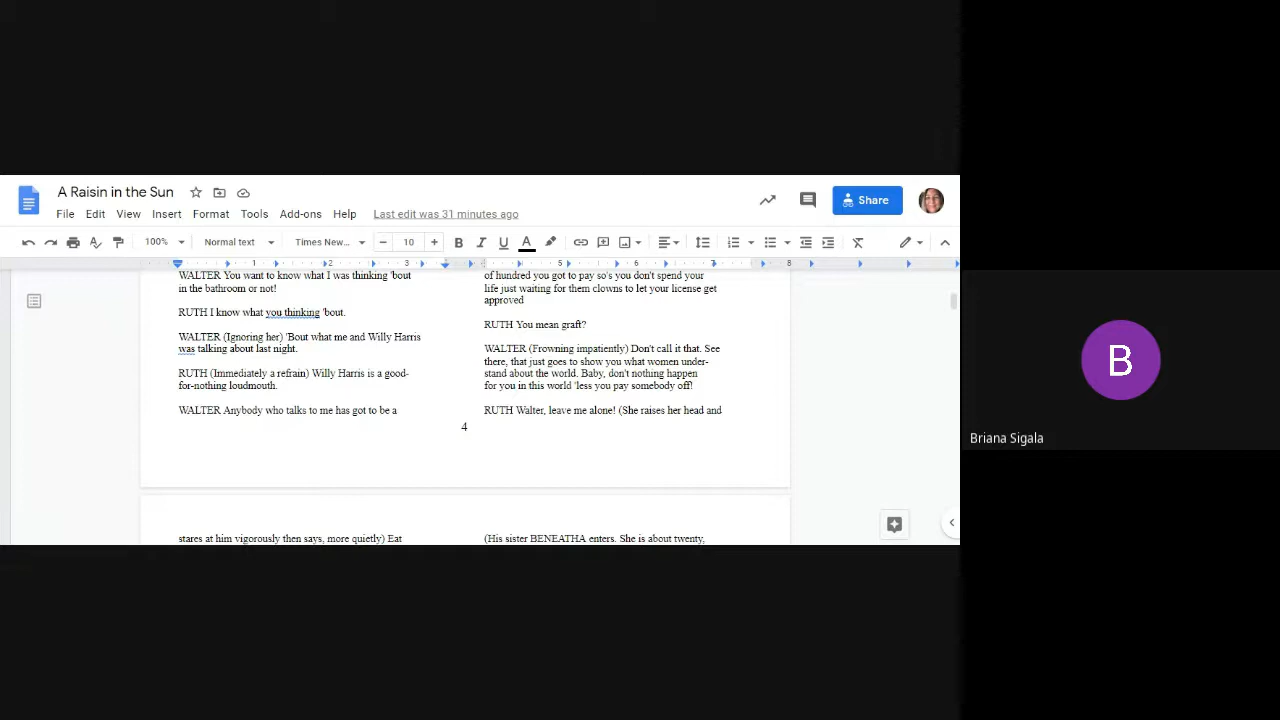 A Raisin in the Sun
File Edit View Insert Format Tools Add-ons Help Last edit was 31 minutes ago
Share
100% Normal text Times New... 10
1 2 3 5 6 7 8
WALTER You want to know what I was thinking 'bout
in the bathroom or not!
RUTH I know what you thinking 'bout.
WALTER (Ignoring her) 'Bout what me and Willy Harris
was talking about last night.
RUTH (Immediately a refrain) Willy Harris is a good-
for-nothing loudmouth.
WALTER Anybody who talks to me has got to be a
of hundred you got to pay so's you don't spend your
life just waiting for them clowns to let your license get
approved
RUTH You mean graft?
WALTER (Frowning impatiently) Don't call it that. See
there, that just goes to show you what women under-
stand about the world. Baby, don't nothing happen
for you in this world 'less you pay somebody off!
RUTH Walter, leave me alone! (She raises her head and
4
stares at him vigorously then says, more quietly) Eat
(His sister BENEATHA enters. She is about twenty,
B
Briana Sigala